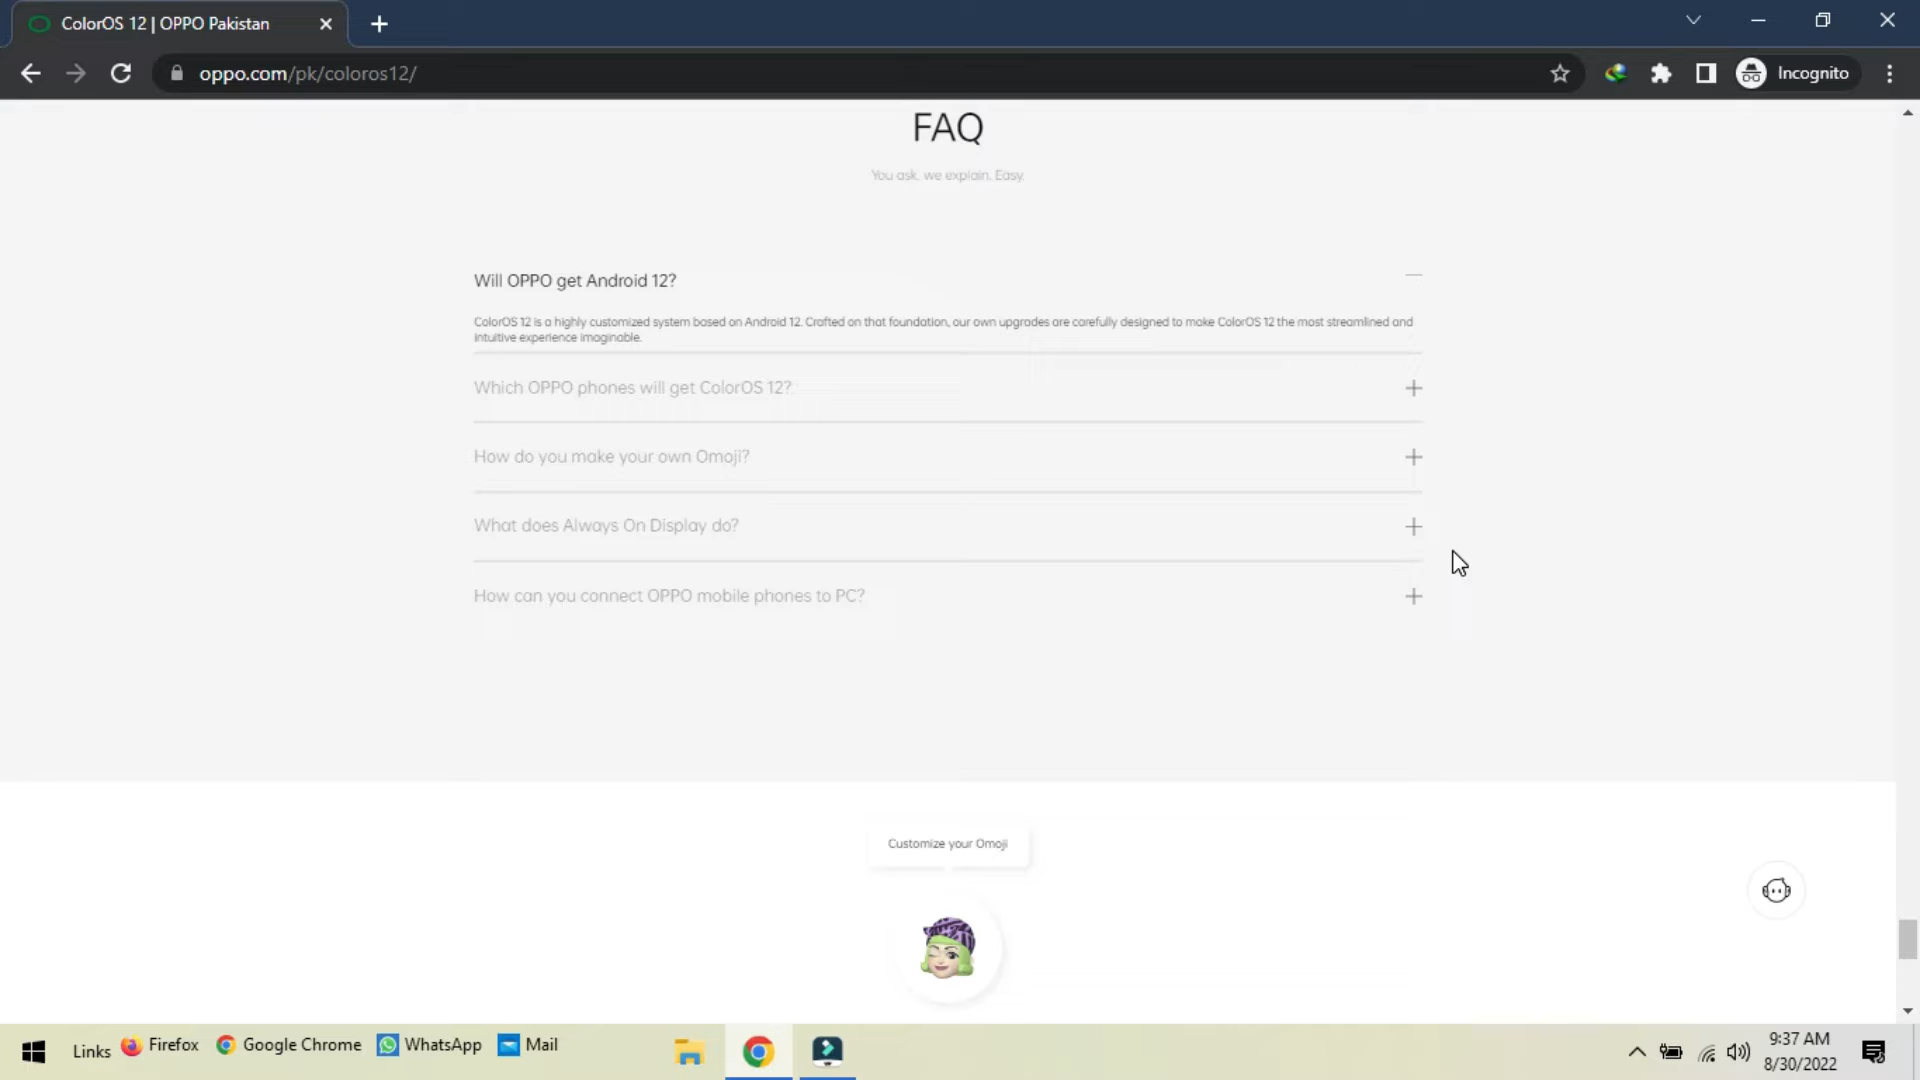 ColorOS 12 | OPPO Pakistan
oppo.com/pk/coloros12/
Incognito
FAQ
You ask, we explain. Easy.
Will OPPO get Android 12?
ColorOS 12 is a highly customized system based on Android 12. Crafted on that foundation, our own upgrades are carefully designed to make ColorOS 12 the most streamlined and
intuitive experience imaginable.
Which OPPO phones will get ColorOS 12?
How do you make your own Omoji?
What does Always On Display do?
How can you connect OPPO mobile phones to PC?
Customize your Omoji
Links Firefox Google Chrome WhatsApp Mail
9:37 AM
8/30/2022